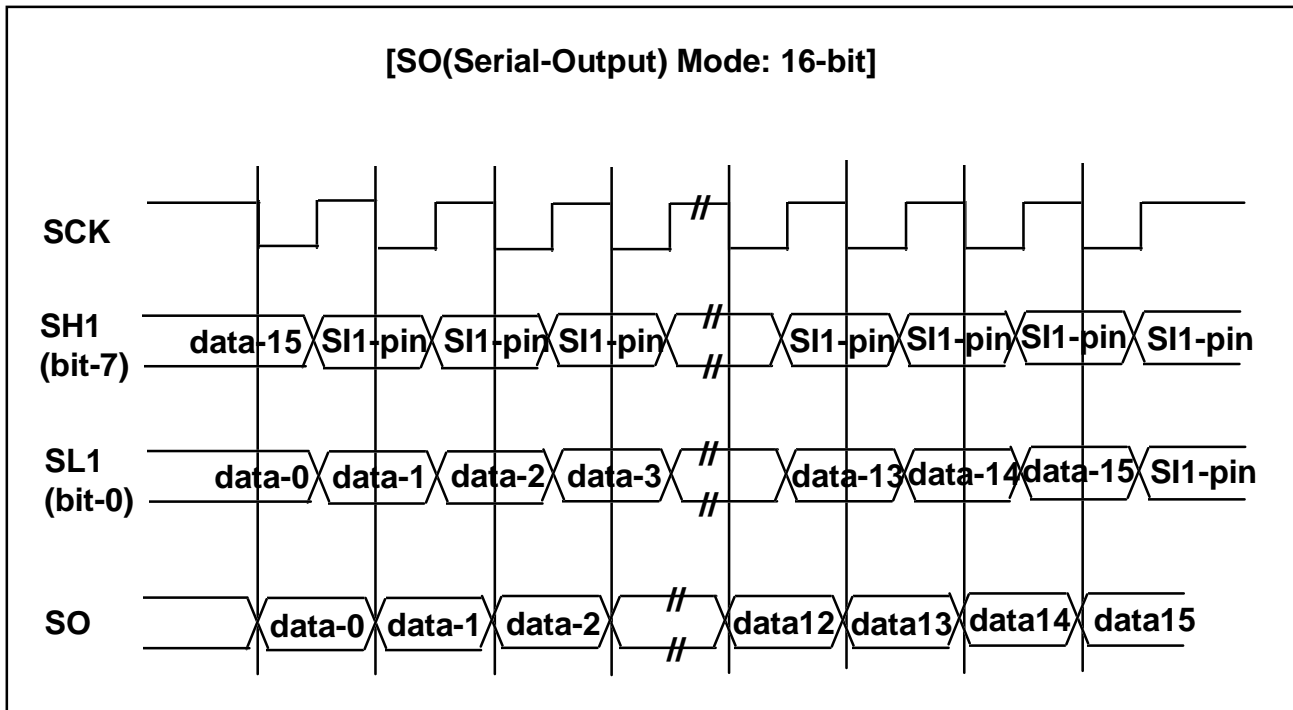 [SO(Serial-Output) Mode: 16-bit]
SCK
//
SH1
(bit-7)
data-15 SI1-pin SI1-pin SI1-pin // // SI1-pin SI1-pin SI1-pin SI1-pin
SL1
(bit-0)
data-0 data-1 data-2 data-3 // // data-13 data-14 data-15 SI1-pin
SO
data-0 data-1 data-2 // // data12 data13 data14 data15